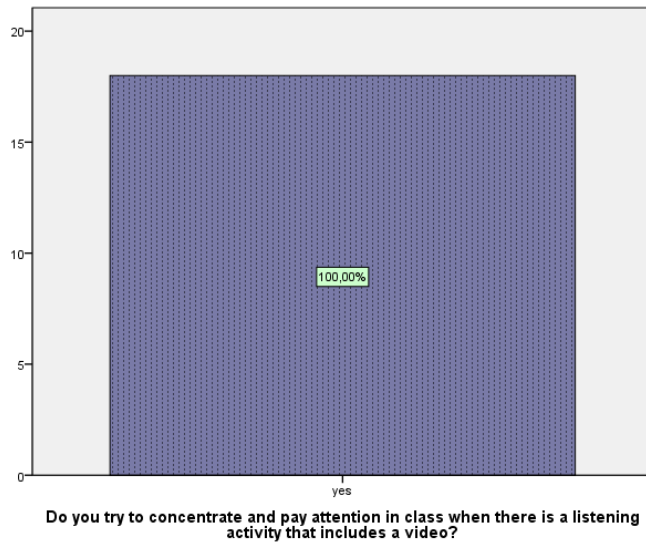 20
15
10
5
0
100,00%
yes
Do you try to concentrate and pay attention in class when there is a listening
activity that includes a video?